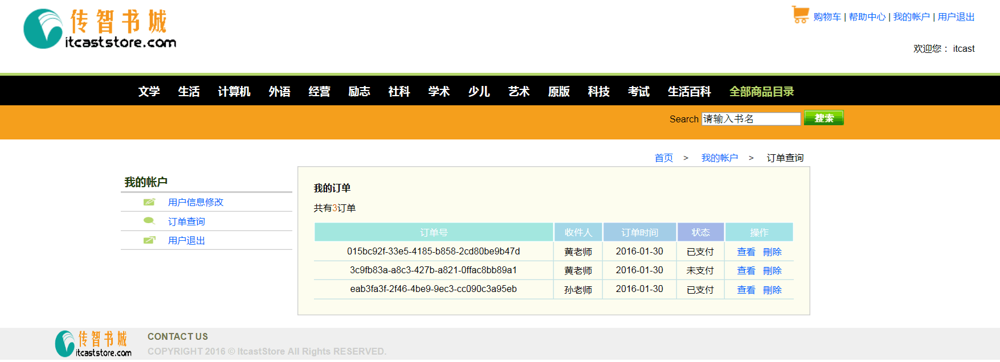 传智书城
itcaststore.com
购物车 | 帮助中心 | 我的帐户 | 用户退出
欢迎您： itcast
文学 生活 计算机 外语 经营 励志 社科 学术 少儿 艺术 原版 科技 考试 生活百科 全部商品目录
Search 请输入书名 搜索
首页 > 我的帐户 > 订单查询
我的帐户
用户信息修改
订单查询
用户退出
我的订单
共有3订单
订单号 收件人 订单时间 状态 操作
015bc92f-33e5-4185-b858-2cd80be9b47d 黄老师 2016-01-30 已支付 查看 刪除
3c9fb83a-a8c3-427b-a821-0ffac8bb89a1 黄老师 2016-01-30 未支付 查看 刪除
eab3fa3f-2f46-4be9-9ec3-cc090c3a95eb 孙老师 2016-01-30 已支付 查看 刪除
传智书城
itcaststore.com
CONTACT US
COPYRIGHT 2016 © ItcastStore All Rights RESERVED.